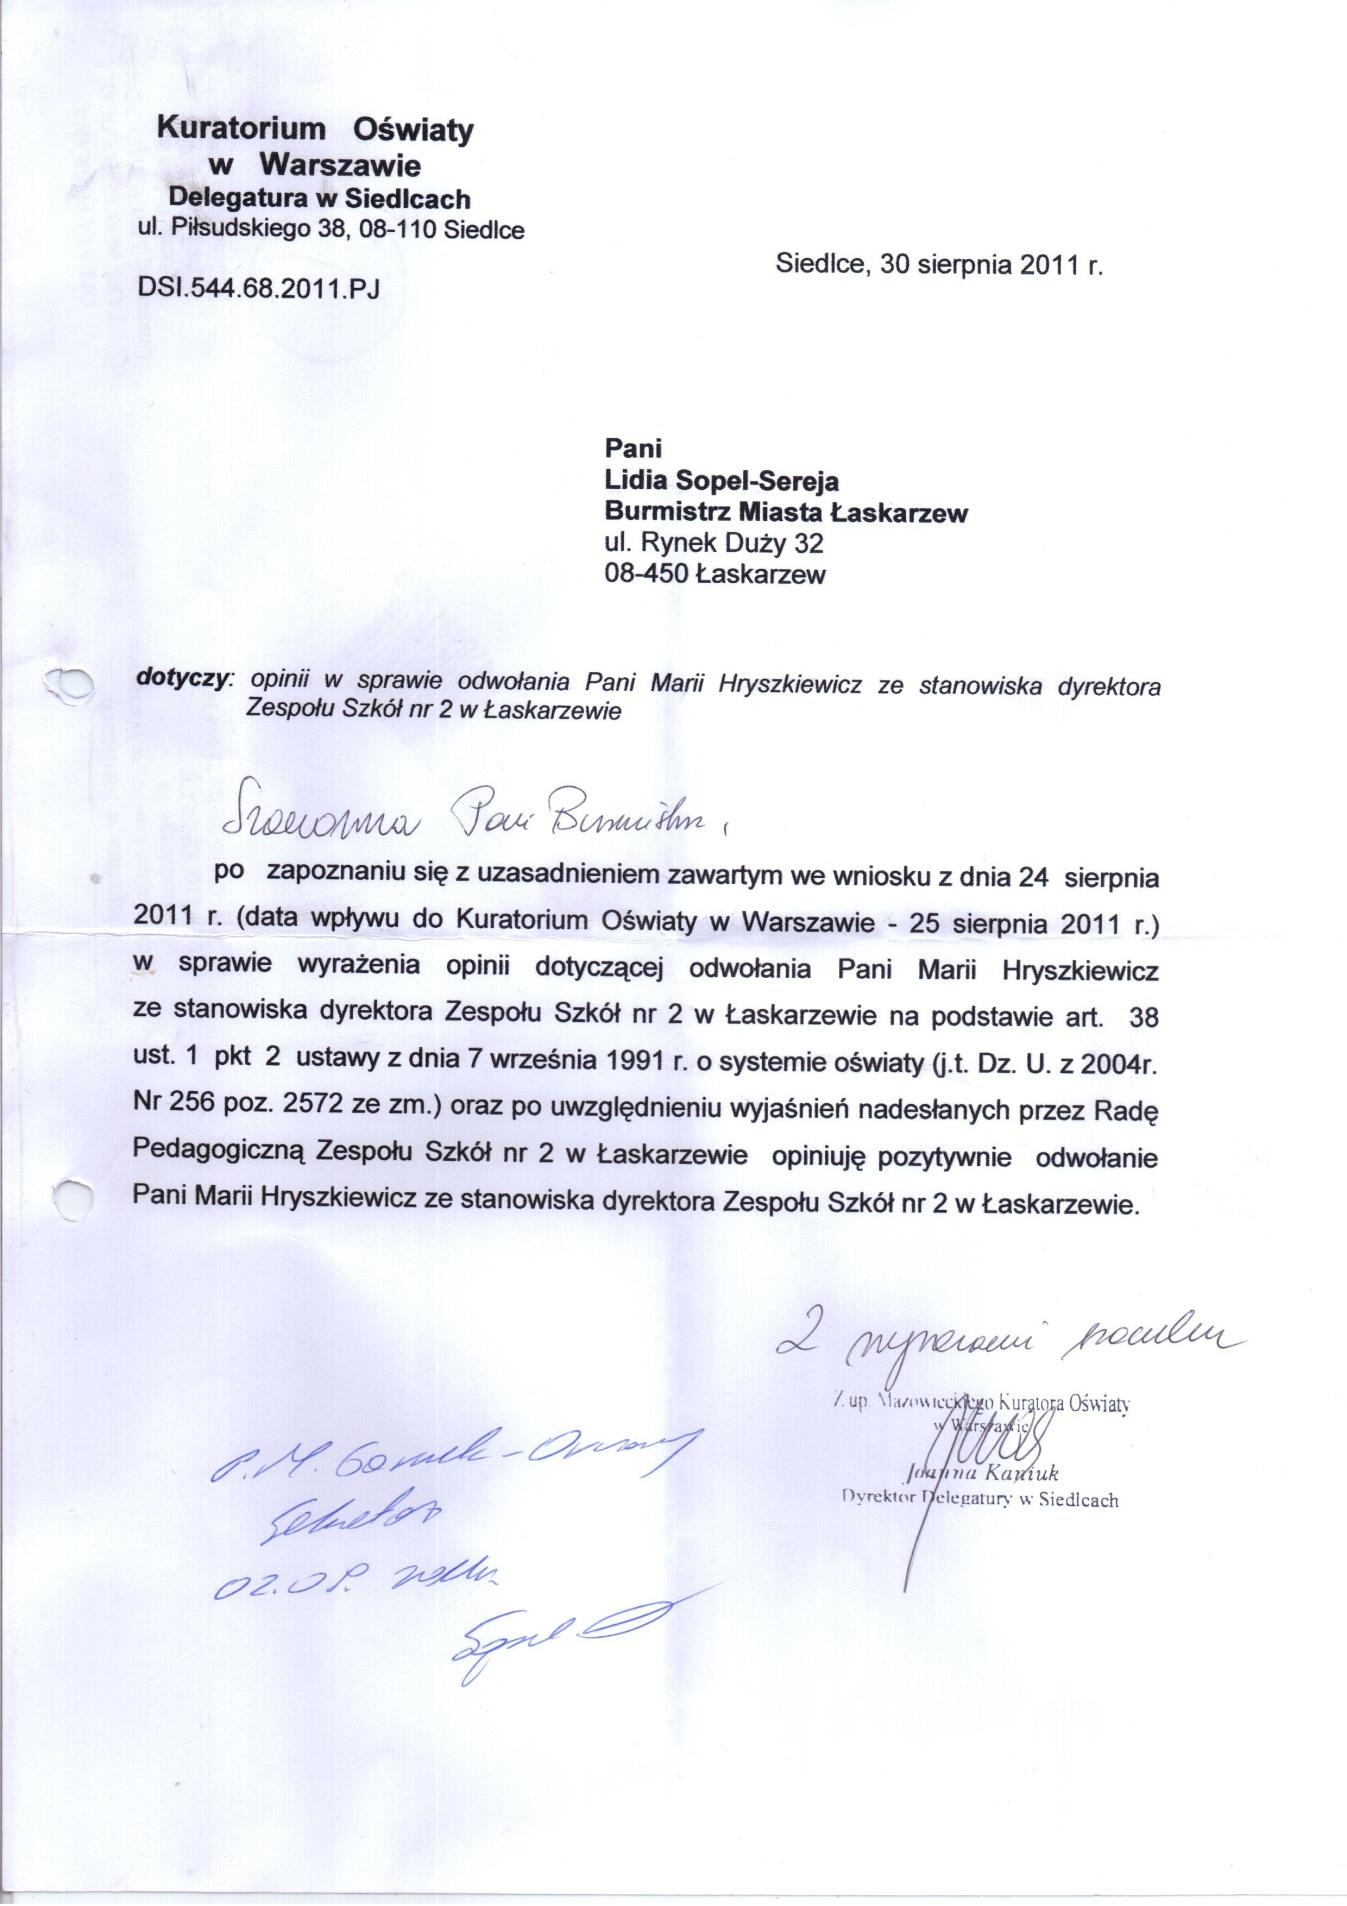 Kuratorium Oświaty
w Warszawie
Delegatura w Siedlcach
ul. Piłsudskiego 38, 08-110 Siedlce
Siedlce, 30 sierpnia 2011 r.
DSI.544.68.2011.PJ
Pani
Lidia Sopel-Sereja
Burmistrz Miasta Łaskarzew
ul. Rynek Duży 32
08-450 Łaskarzew
dotyczy: opinii w sprawie odwołania Pani Marii Hryszkiewicz ze stanowiska dyrektora
Zespołu Szkół nr 2 w Łaskarzewie
Szanowna Pani Burmistrz,
po zapoznaniu się z uzasadnieniem zawartym we wniosku z dnia 24 sierpnia
2011 r. (data wpływu do Kuratorium Oświaty w Warszawie - 25 sierpnia 2011 r.)
w sprawie wyrażenia opinii dotyczącej odwołania Pani Marii Hryszkiewicz
ze stanowiska dyrektora Zespołu Szkół nr 2 w Łaskarzewie na podstawie art. 38
ust. 1 pkt 2 ustawy z dnia 7 września 1991 r. o systemie oświaty (j.t. Dz. U. z 2004r.
Nr 256 poz. 2572 ze zm.) oraz po uwzględnieniu wyjaśnień nadesłanych przez Radę
Pedagogiczną Zespołu Szkół nr 2 w Łaskarzewie opiniuję pozytywnie odwołanie
Pani Marii Hryszkiewicz ze stanowiska dyrektora Zespołu Szkół nr 2 w Łaskarzewie.
Z wyrazami szacunku
Z up. Mazowieckiego Kuratora Oświaty
w Warszawie
Joanna Kaniuk
Dyrektor Delegatury w Siedlcach
P.M.
Sekretarz
02.09.